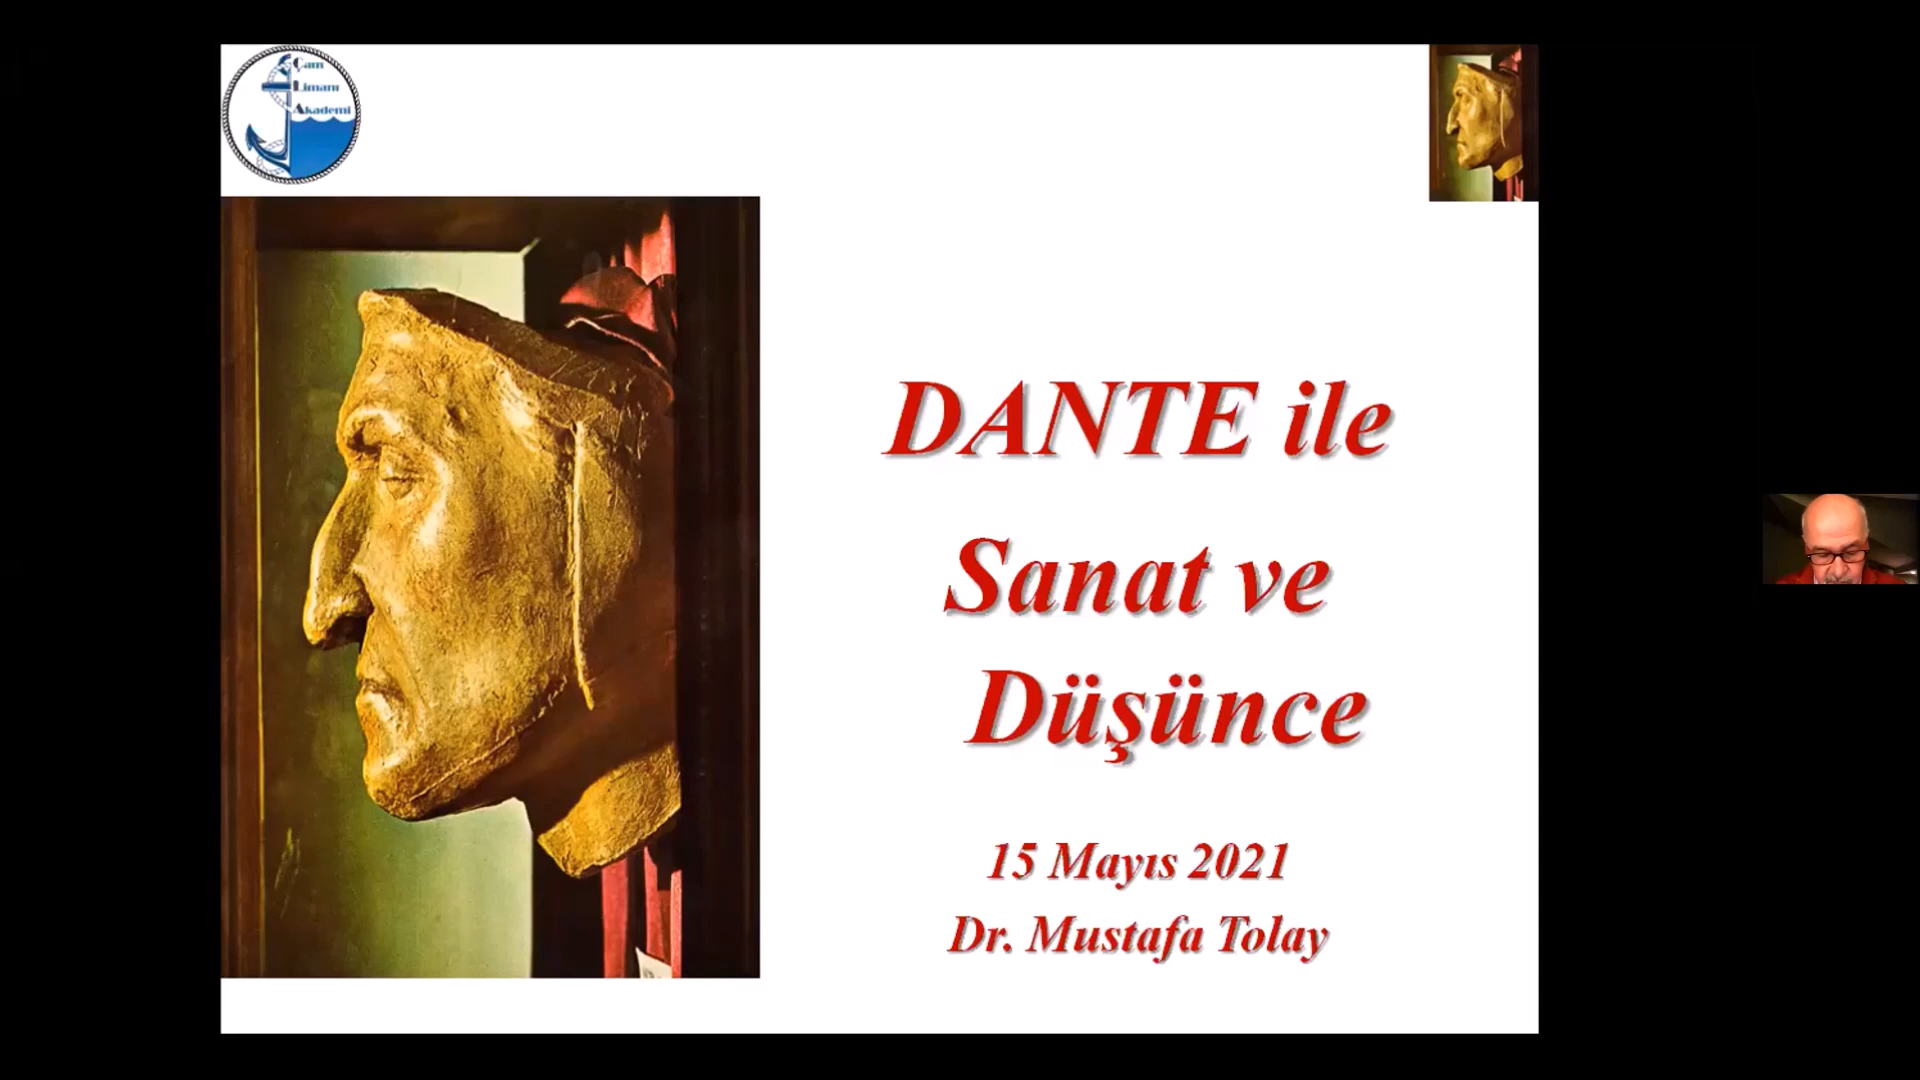 Çam
Limanı
Akademi
DANTE ile
Sanat ve
Düşünce
15 Mayıs 2021
Dr. Mustafa Tolay